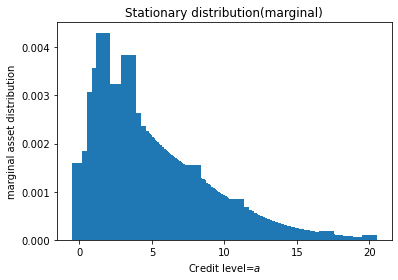 Stationary distribution(marginal)
marginal asset distribution
0.004
0.003
0.002
0.001
0.000
0 5 10 15 20
Credit level=a